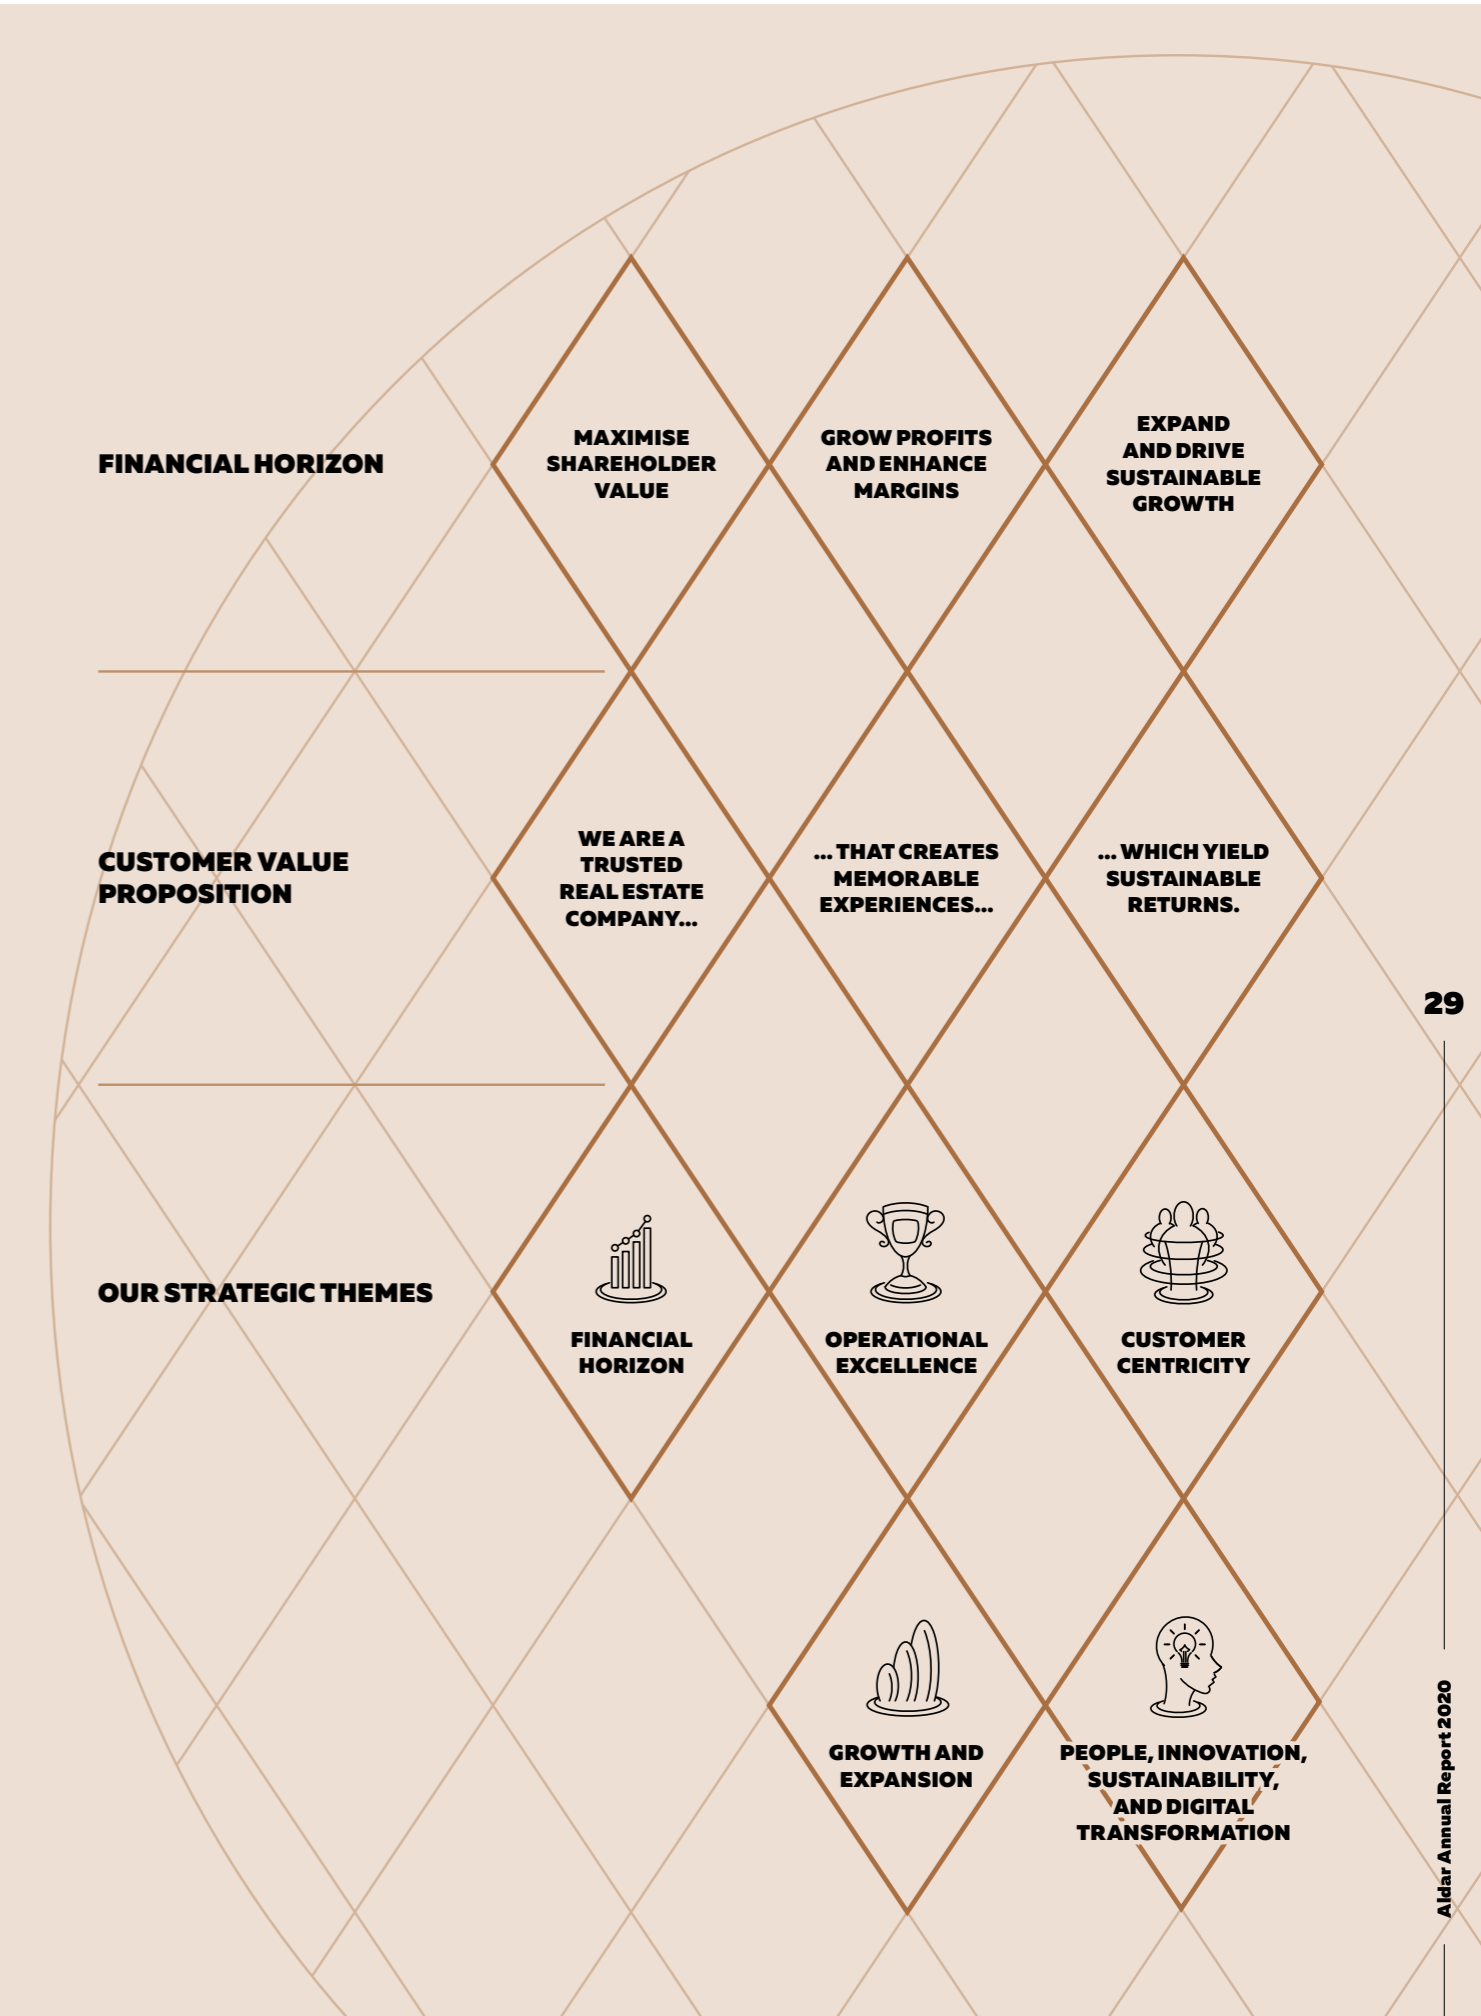 FINANCIAL HORIZON
MAXIMISE
SHAREHOLDER
VALUE
GROW PROFITS
AND ENHANCE
MARGINS
EXPAND
AND DRIVE
SUSTAINABLE
GROWTH
CUSTOMER VALUE
PROPOSITION
WE ARE A
TRUSTED
REAL ESTATE
COMPANY...
... THAT CREATES
MEMORABLE
EXPERIENCES...
... WHICH YIELD
SUSTAINABLE
RETURNS.
29
OUR STRATEGIC THEMES
FINANCIAL
HORIZON
OPERATIONAL
EXCELLENCE
CUSTOMER
CENTRICITY
GROWTH AND
EXPANSION
PEOPLE, INNOVATION,
SUSTAINABILITY,
AND DIGITAL
TRANSFORMATION
Aldar Annual Report 2020